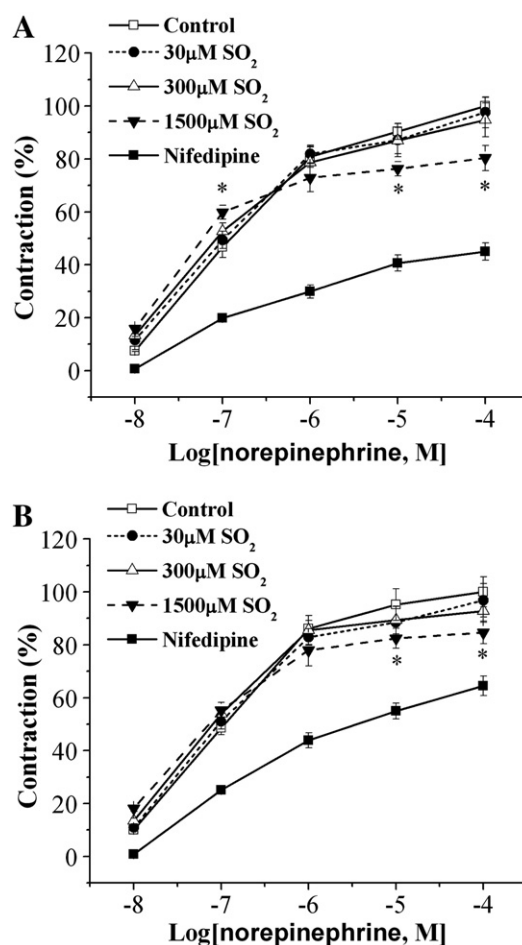 A
Control
30μM SO₂
300μM SO₂
1500μM SO₂
Nifedipine
Contraction (%)
120
100
80
60
40
20
0
*
*
*
-8 -7 -6 -5 -4
Log[norepinephrine, M]
B
Control
30μM SO₂
300μM SO₂
1500μM SO₂
Nifedipine
Contraction (%)
120
100
80
60
40
20
0
*
*
-8 -7 -6 -5 -4
Log[norepinephrine, M]